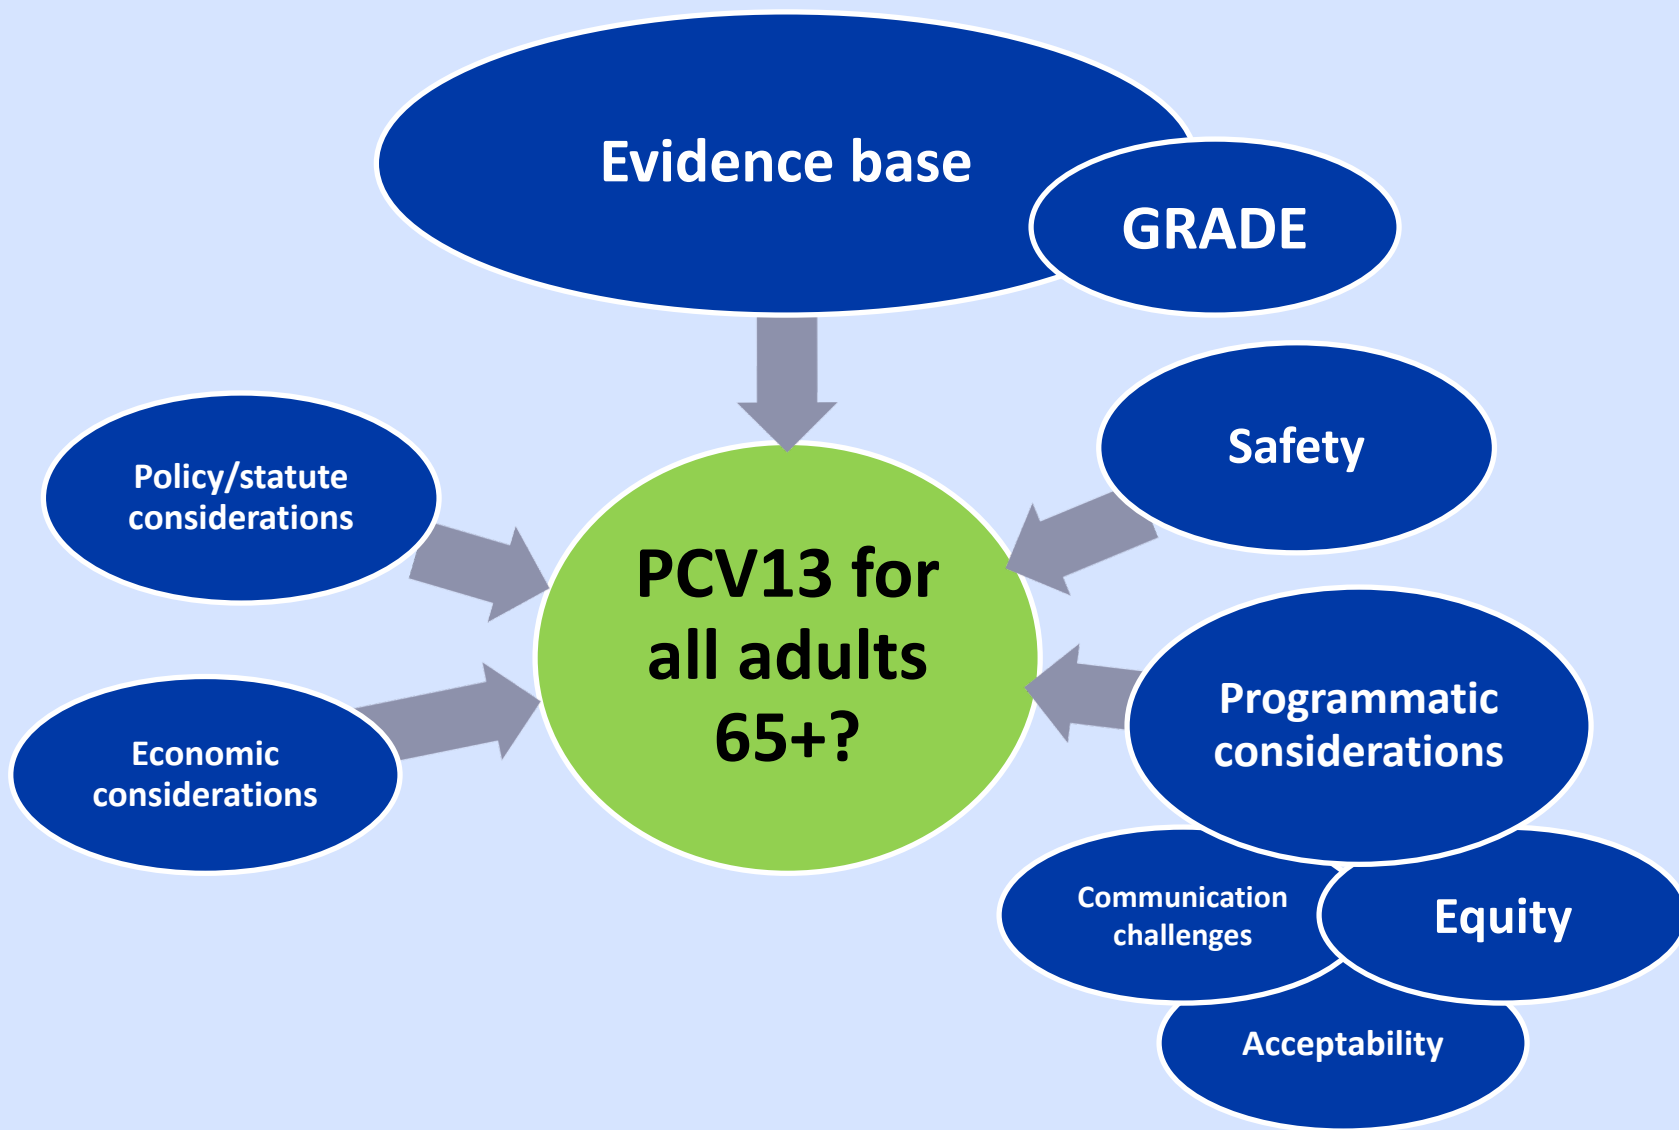 Evidence base
GRADE
Safety
Policy/statute
considerations
PCV13 for
all adults
65+?
Programmatic
considerations
Economic
considerations
Communication
challenges
Equity
Acceptability